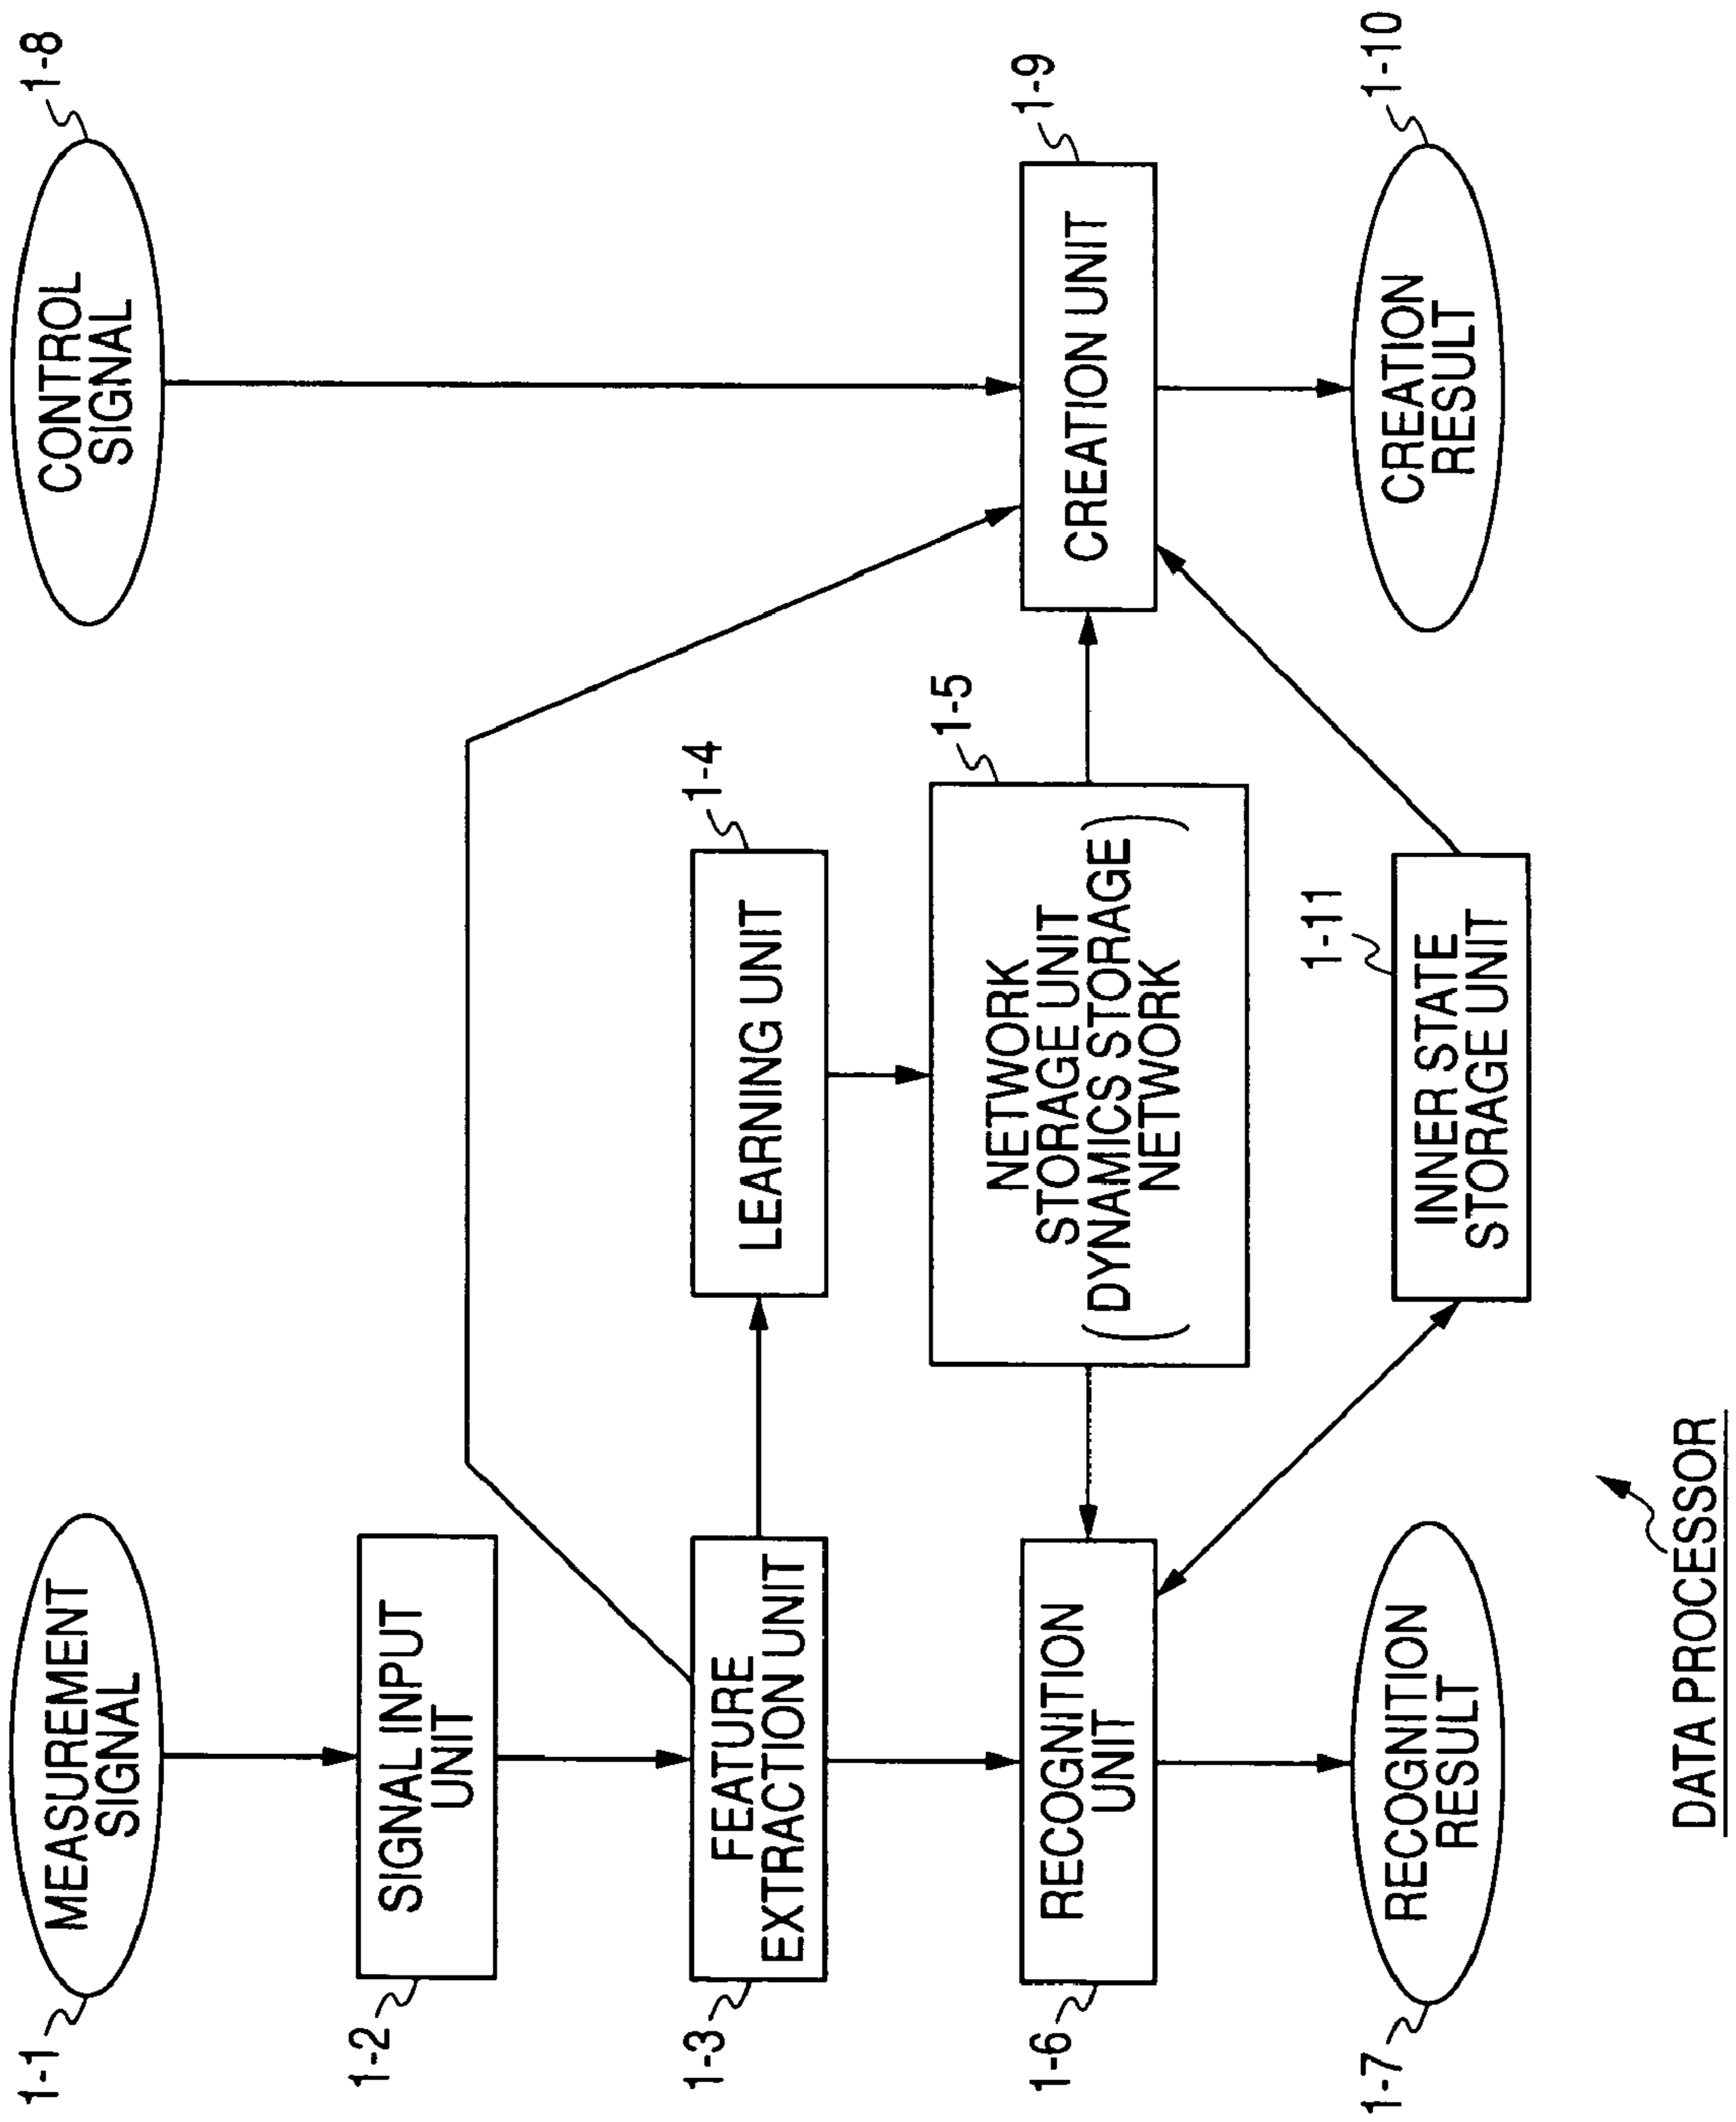 1-1
MEASUREMENT
SIGNAL
CONTROL
SIGNAL
1-8
1-2
SIGNAL INPUT
UNIT
1-3
FEATURE
EXTRACTION UNIT
LEARNING UNIT
1-4
1-6
RECOGNITION
UNIT
NETWORK
STORAGE UNIT
(DYNAMICS STORAGE
NETWORK)
1-5
CREATION UNIT
1-9
1-7
RECOGNITION
RESULT
INNER STATE
STORAGE UNIT
1-11
CREATION
RESULT
1-10
DATA PROCESSOR